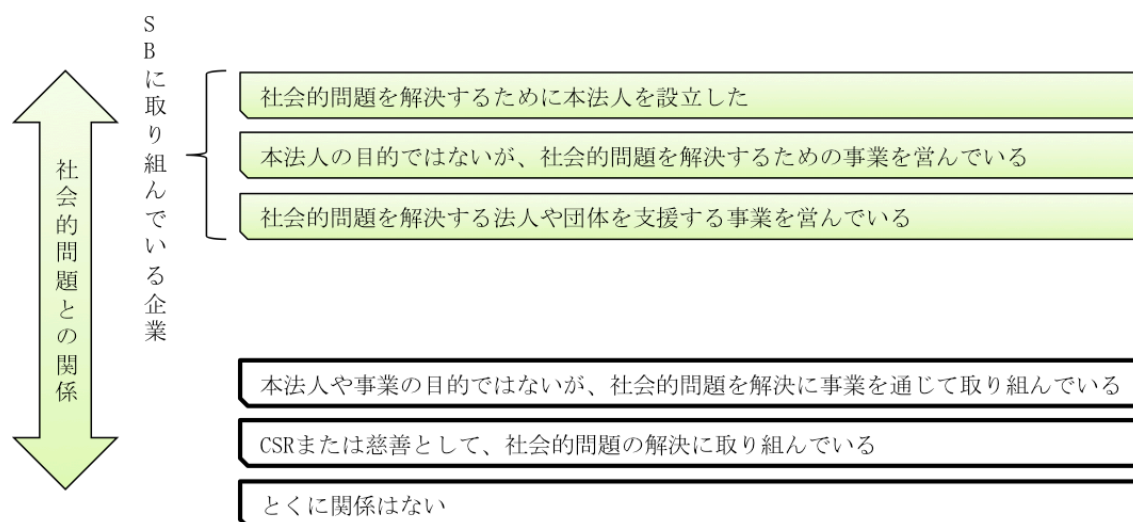 社会的問題との関係
SBに取り組んでいる企業
社会的問題を解決するために本法人を設立した
本法人の目的ではないが、社会的問題を解決するための事業を営んでいる
社会的問題を解決する法人や団体を支援する事業を営んでいる
本法人や事業の目的ではないが、社会的問題を解決に事業を通じて取り組んでいる
CSRまたは慈善として、社会的問題の解決に取り組んでいる
とくに関係はない